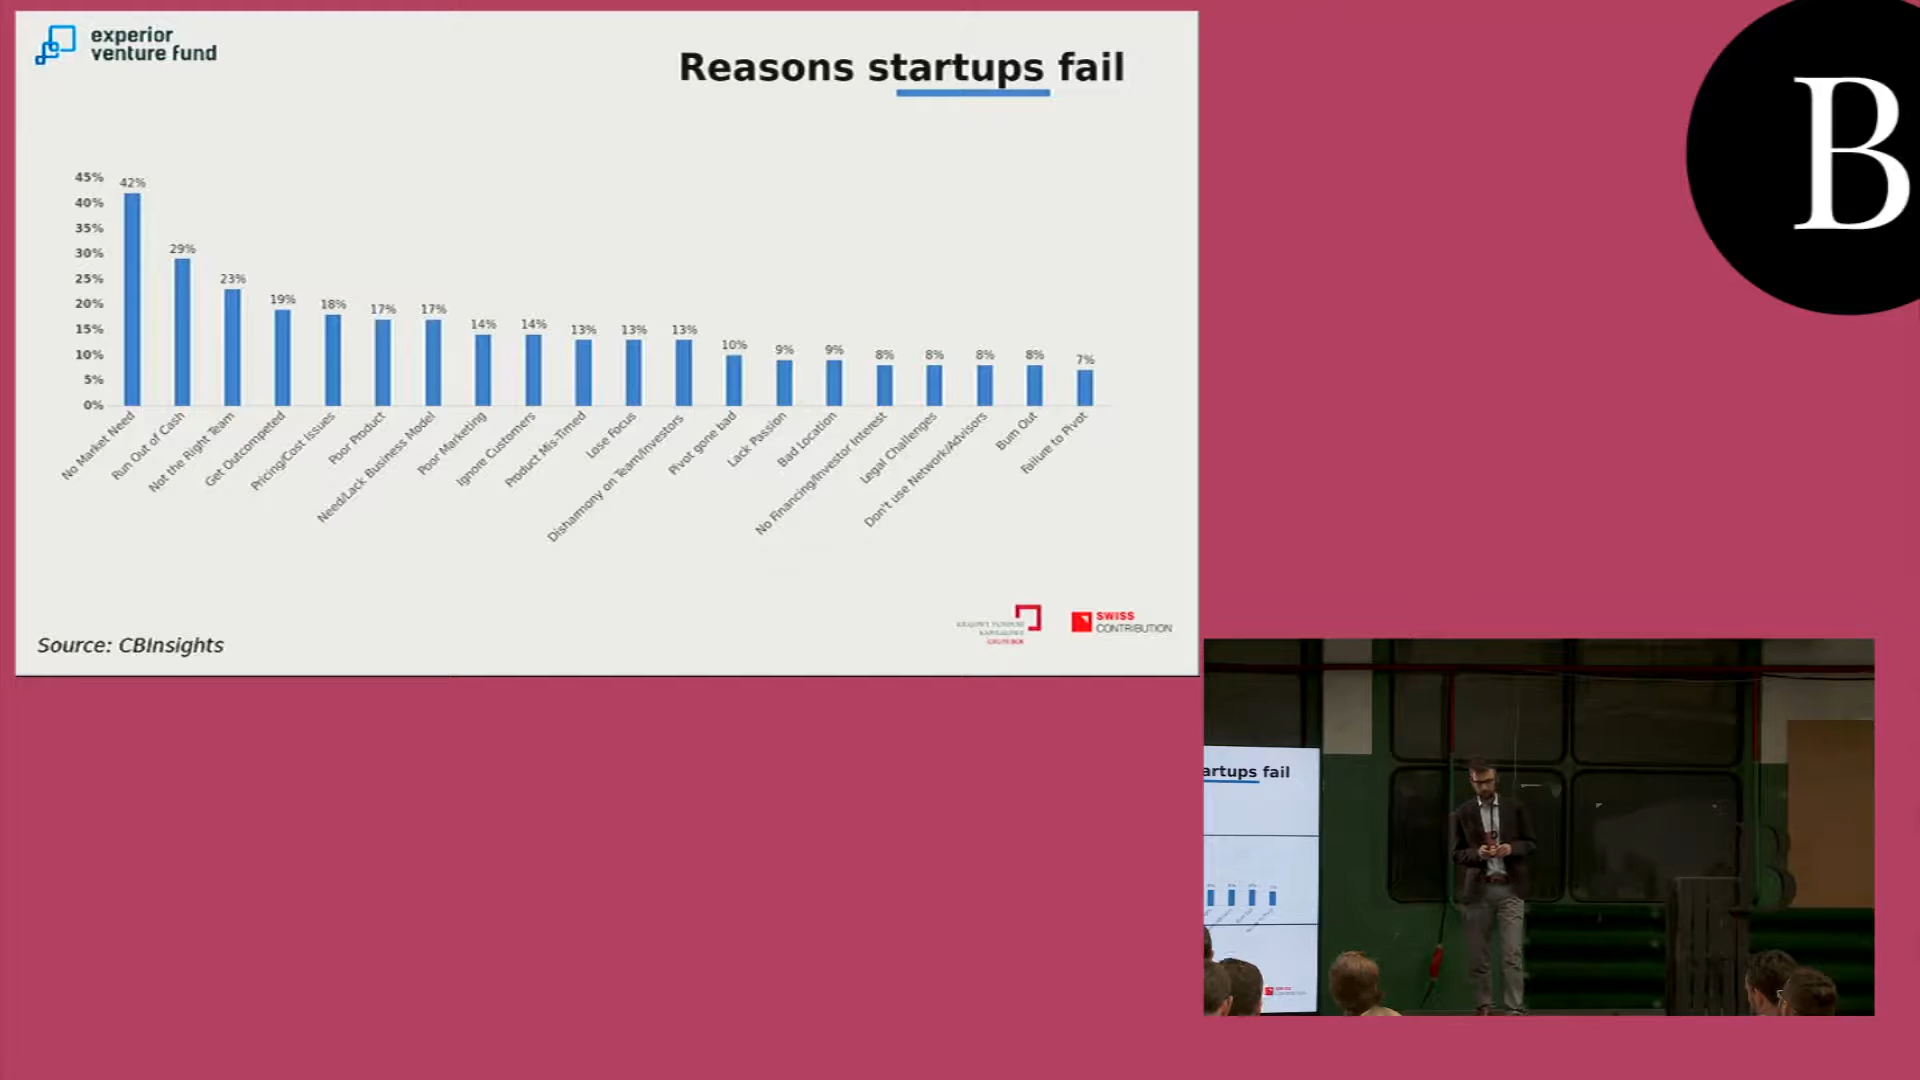 experior
venture fund
Reasons startups fail
45%
40%
35%
30%
25%
20%
15%
10%
5%
0%
42%
29%
23%
19%
18%
17%
17%
14%
14%
13%
13%
13%
10%
9%
9%
8%
8%
8%
8%
7%
No Market Need
Run Out of Cash
Not the Right Team
Get Outcompeted
Pricing/Cost Issues
Poor Product
Need/Lack Business Model
Poor Marketing
Ignore Customers
Product Mis-Timed
Lose Focus
Disharmony on Team/Investors
Pivot gone bad
Lack Passion
Bad Location
No Financing/Investor Interest
Legal Challenges
Don't use Network/Advisors
Burn Out
Failure to Pivot
Source: CBInsights
SWISS
CONTRIBUTION
B
artups fail